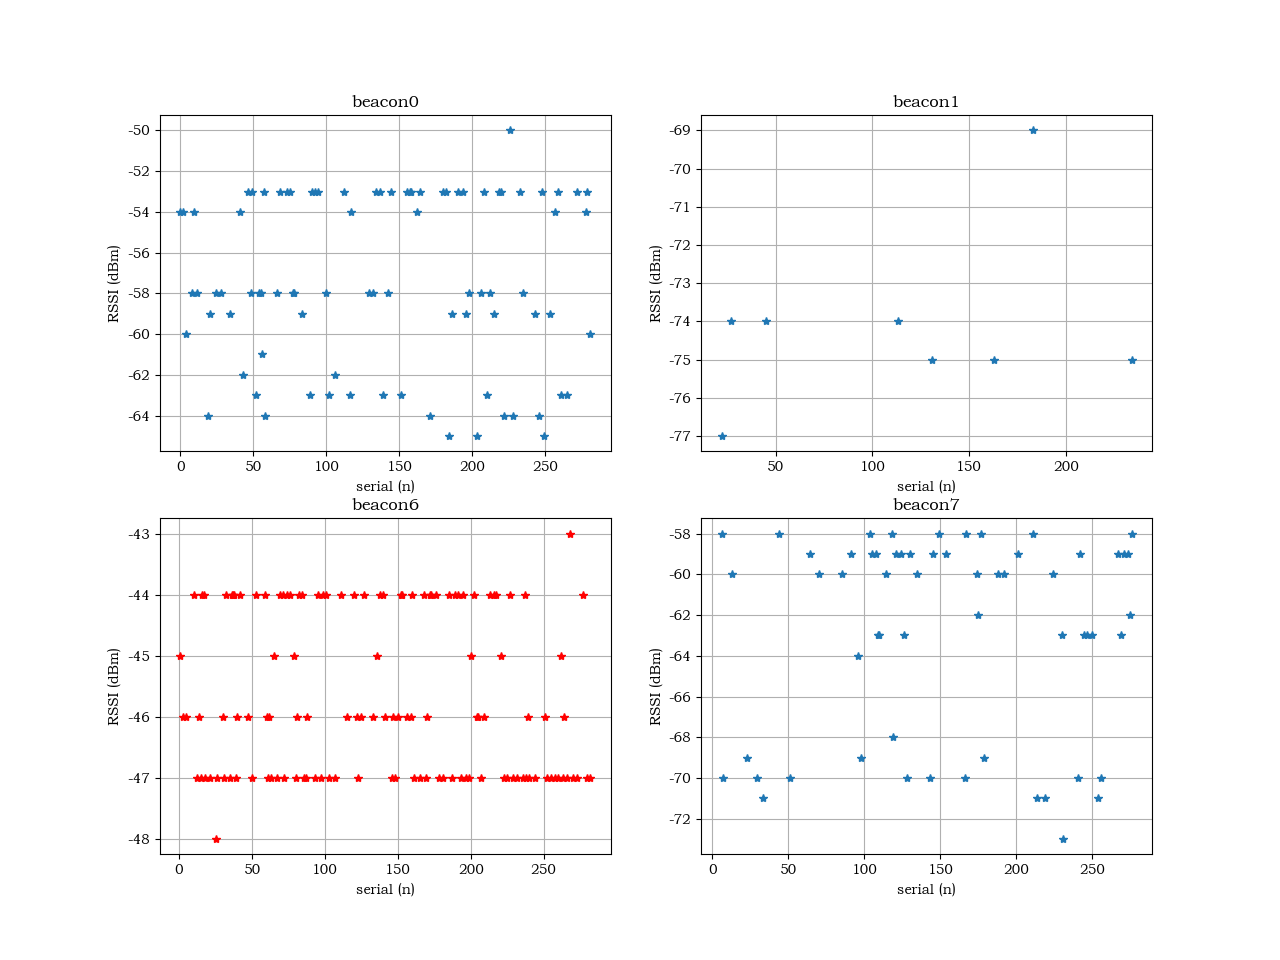 beacon0
RSSI (dBm)
-50
-52
-54
-56
-58
-60
-62
-64
0 50 100 150 200 250
serial (n)
beacon1
RSSI (dBm)
-69
-70
-71
-72
-73
-74
-75
-76
-77
50 100 150 200
serial (n)
beacon6
RSSI (dBm)
-43
-44
-45
-46
-47
-48
0 50 100 150 200 250
serial (n)
beacon7
RSSI (dBm)
-58
-60
-62
-64
-66
-68
-70
-72
0 50 100 150 200 250
serial (n)